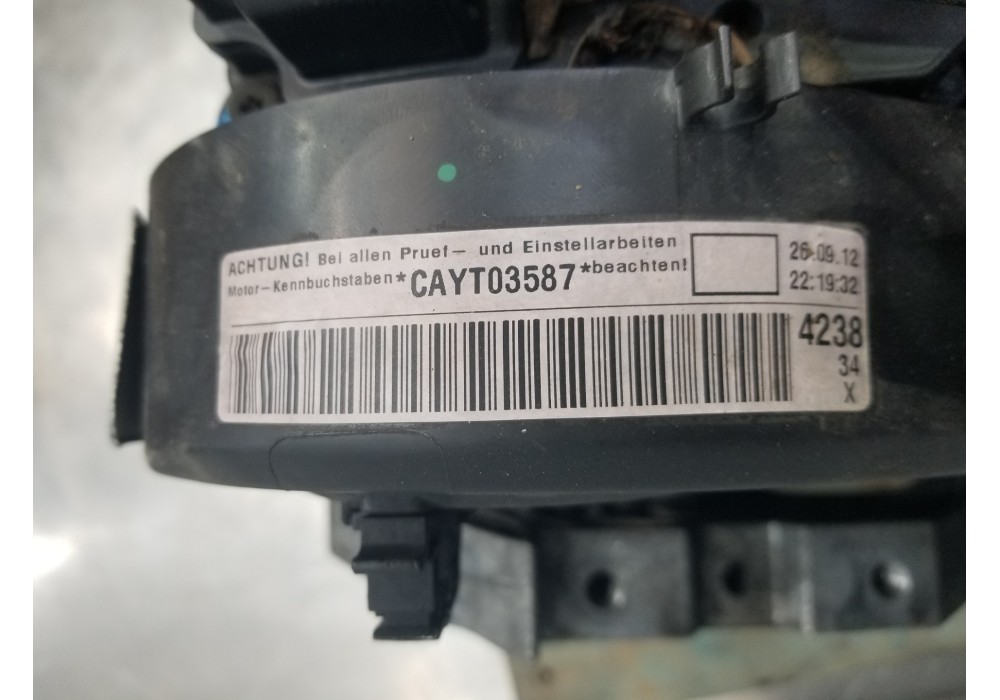 ACHTUNG! Bei allen Pruef- und Einstellarbeiten
Motor-Kennbuchstaben *CAYT03587 *beachten!
26.09.12
22:19:32
4238
34
X